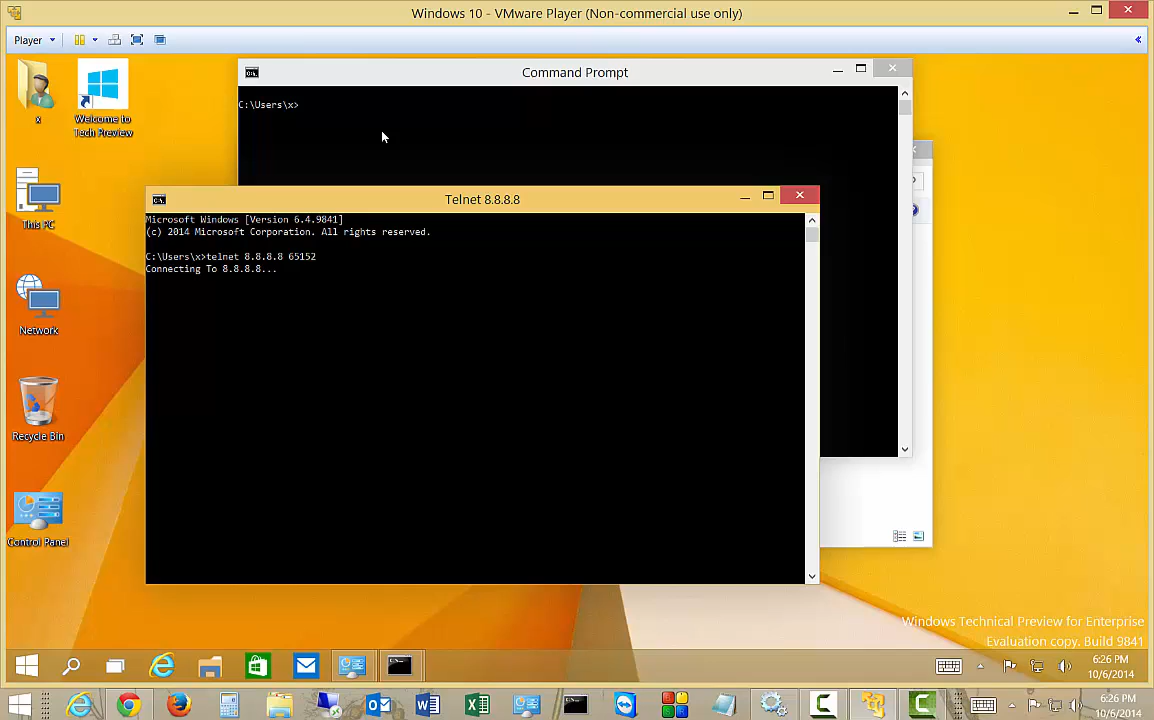 Windows 10 - VMware Player (Non-commercial use only)
Player
x
Welcome to
Tech Preview
This PC
Network
Recycle Bin
Control Panel
Command Prompt
C:\Users\x>
Telnet 8.8.8.8
Microsoft Windows [Version 6.4.9841]
(c) 2014 Microsoft Corporation. All rights reserved.
C:\Users\x>telnet 8.8.8.8 65152
Connecting To 8.8.8.8...
Windows Technical Preview for Enterprise
Evaluation copy. Build 9841
6:26 PM
10/6/2014
6:26 PM
10/6/2014